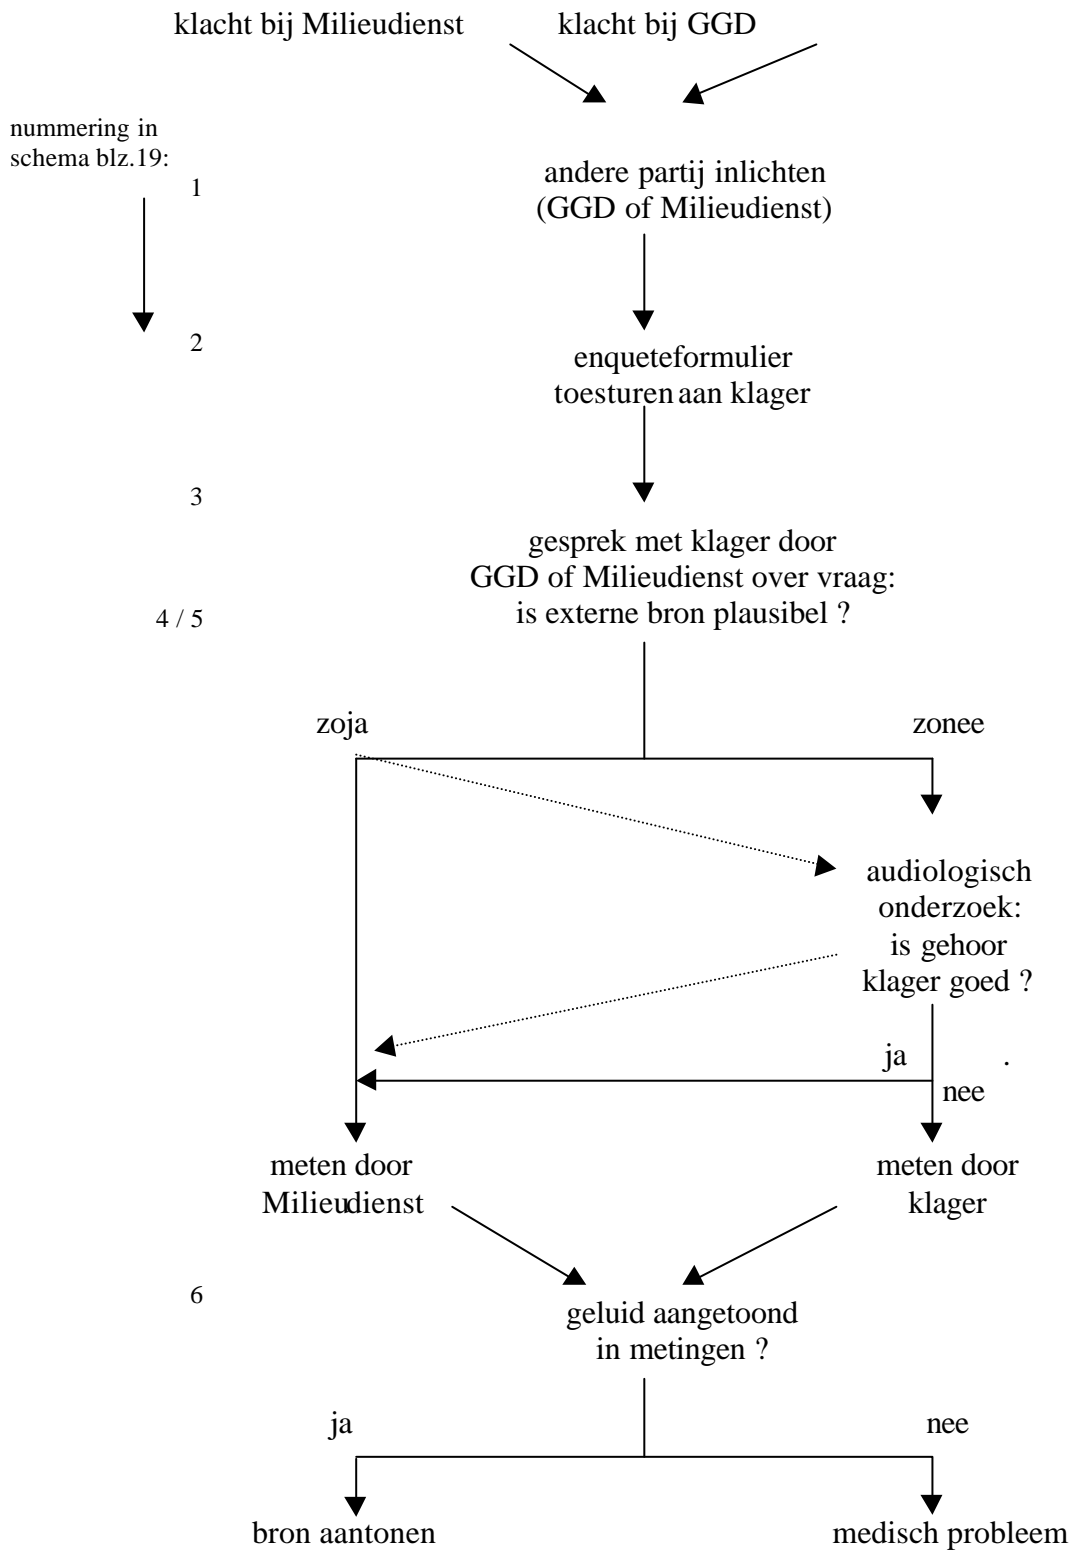 klacht bij Milieudienst
klacht bij GGD
nummering in
schema blz.19:
1
andere partij inlichten
(GGD of Milieudienst)
2
enqueteformulier
toesturen aan klager
3
gesprek met klager door
GGD of Milieudienst over vraag:
is externe bron plausibel ?
4 / 5
zoja
zonee
audiologisch
onderzoek:
is gehoor
klager goed ?
ja .
nee
meten door
Milieudienst
meten door
klager
6
geluid aangetoond
in metingen ?
ja
nee
bron aantonen
medisch probleem